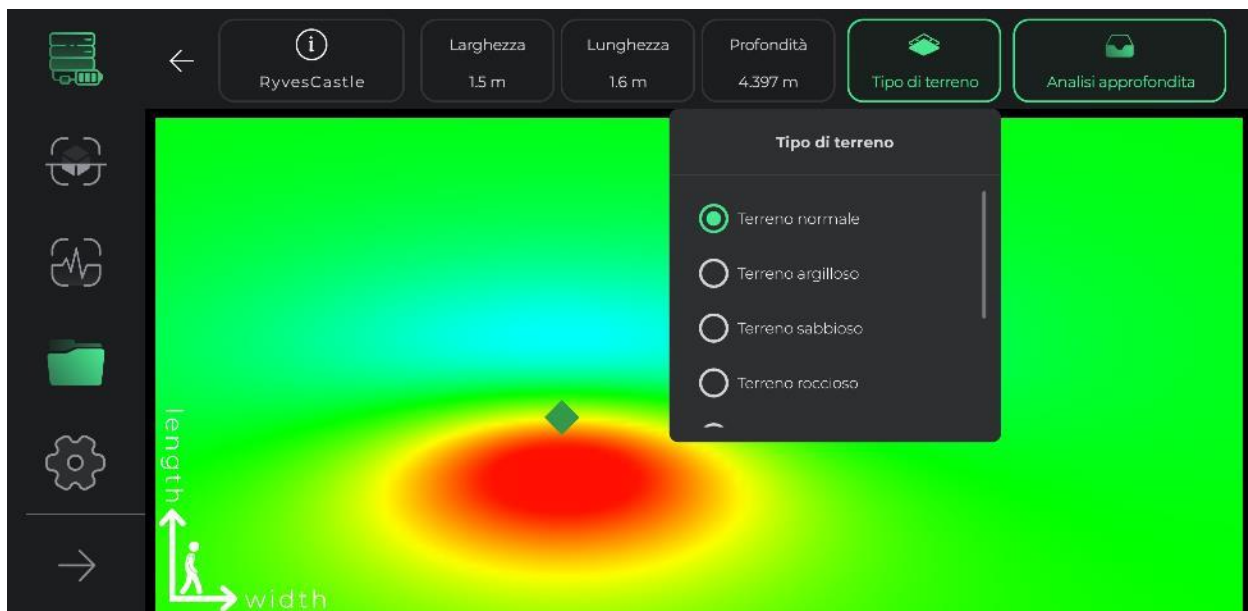 RyvesCastle
Larghezza
1.5 m
Lunghezza
1.6 m
Profondità
4.397 m
Tipo di terreno
Analisi approfondita
Tipo di terreno
Terreno normale
Terreno argilloso
Terreno sabbioso
Terreno roccioso
length
width